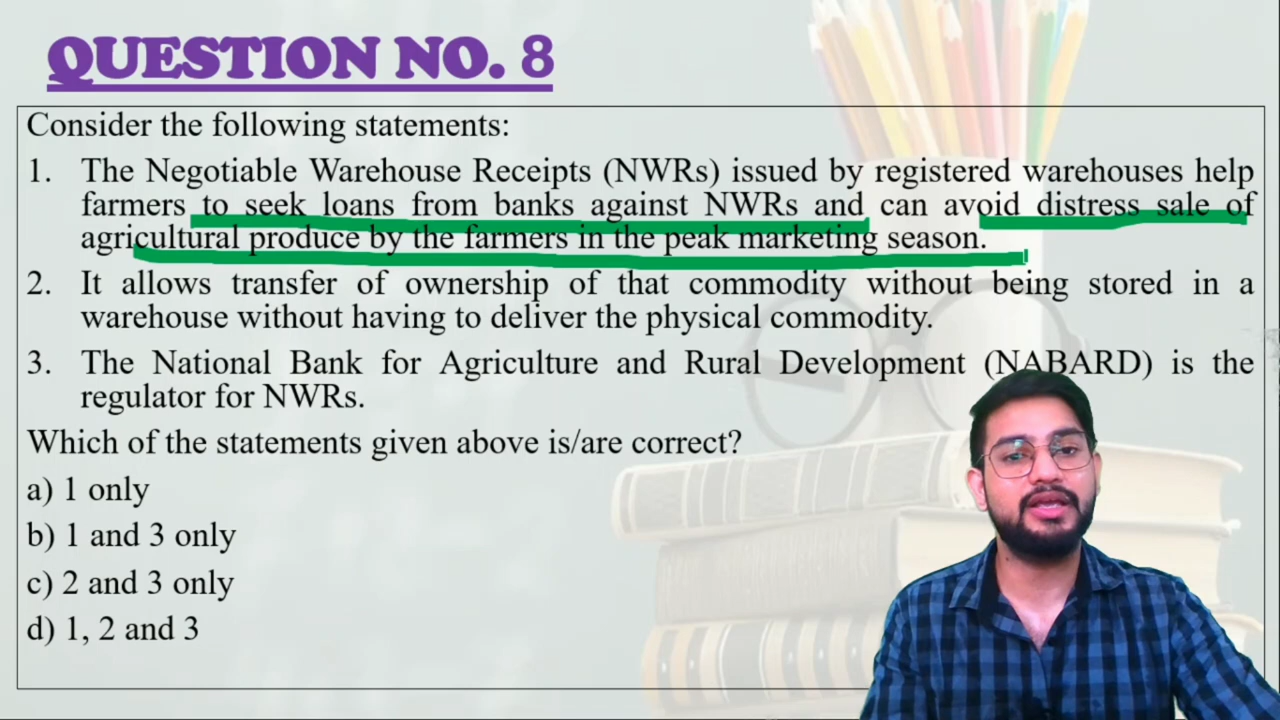 QUESTION NO. 8
Consider the following statements:
1. The Negotiable Warehouse Receipts (NWRs) issued by registered warehouses help
farmers to seek loans from banks against NWRs and can avoid distress sale of
agricultural produce by the farmers in the peak marketing season.
2. It allows transfer of ownership of that commodity without being stored in a
warehouse without having to deliver the physical commodity.
3. The National Bank for Agriculture and Rural Development (NABARD) is the
regulator for NWRs.
Which of the statements given above is/are correct?
a) 1 only
b) 1 and 3 only
c) 2 and 3 only
d) 1, 2 and 3